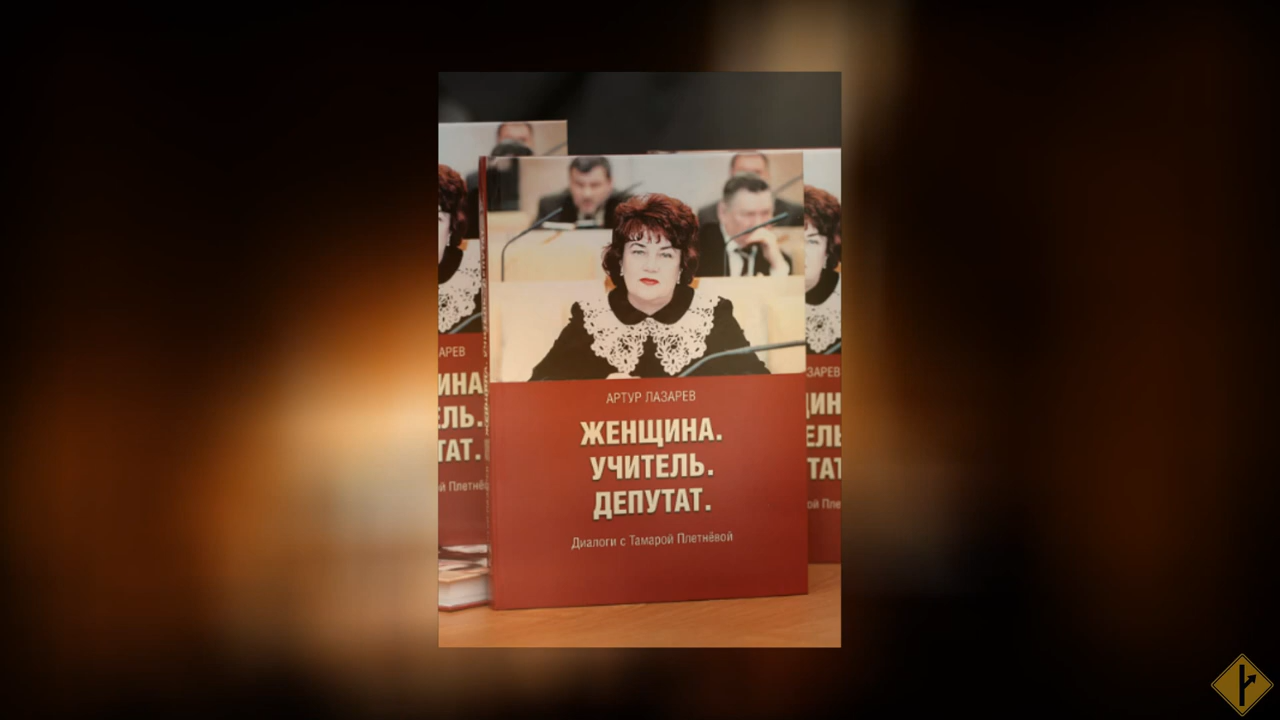 АРТУР ЛАЗАРЕВ
ЖЕНЩИНА.
УЧИТЕЛЬ.
ДЕПУТАТ.
Диалоги с Тамарой Плетнёвой